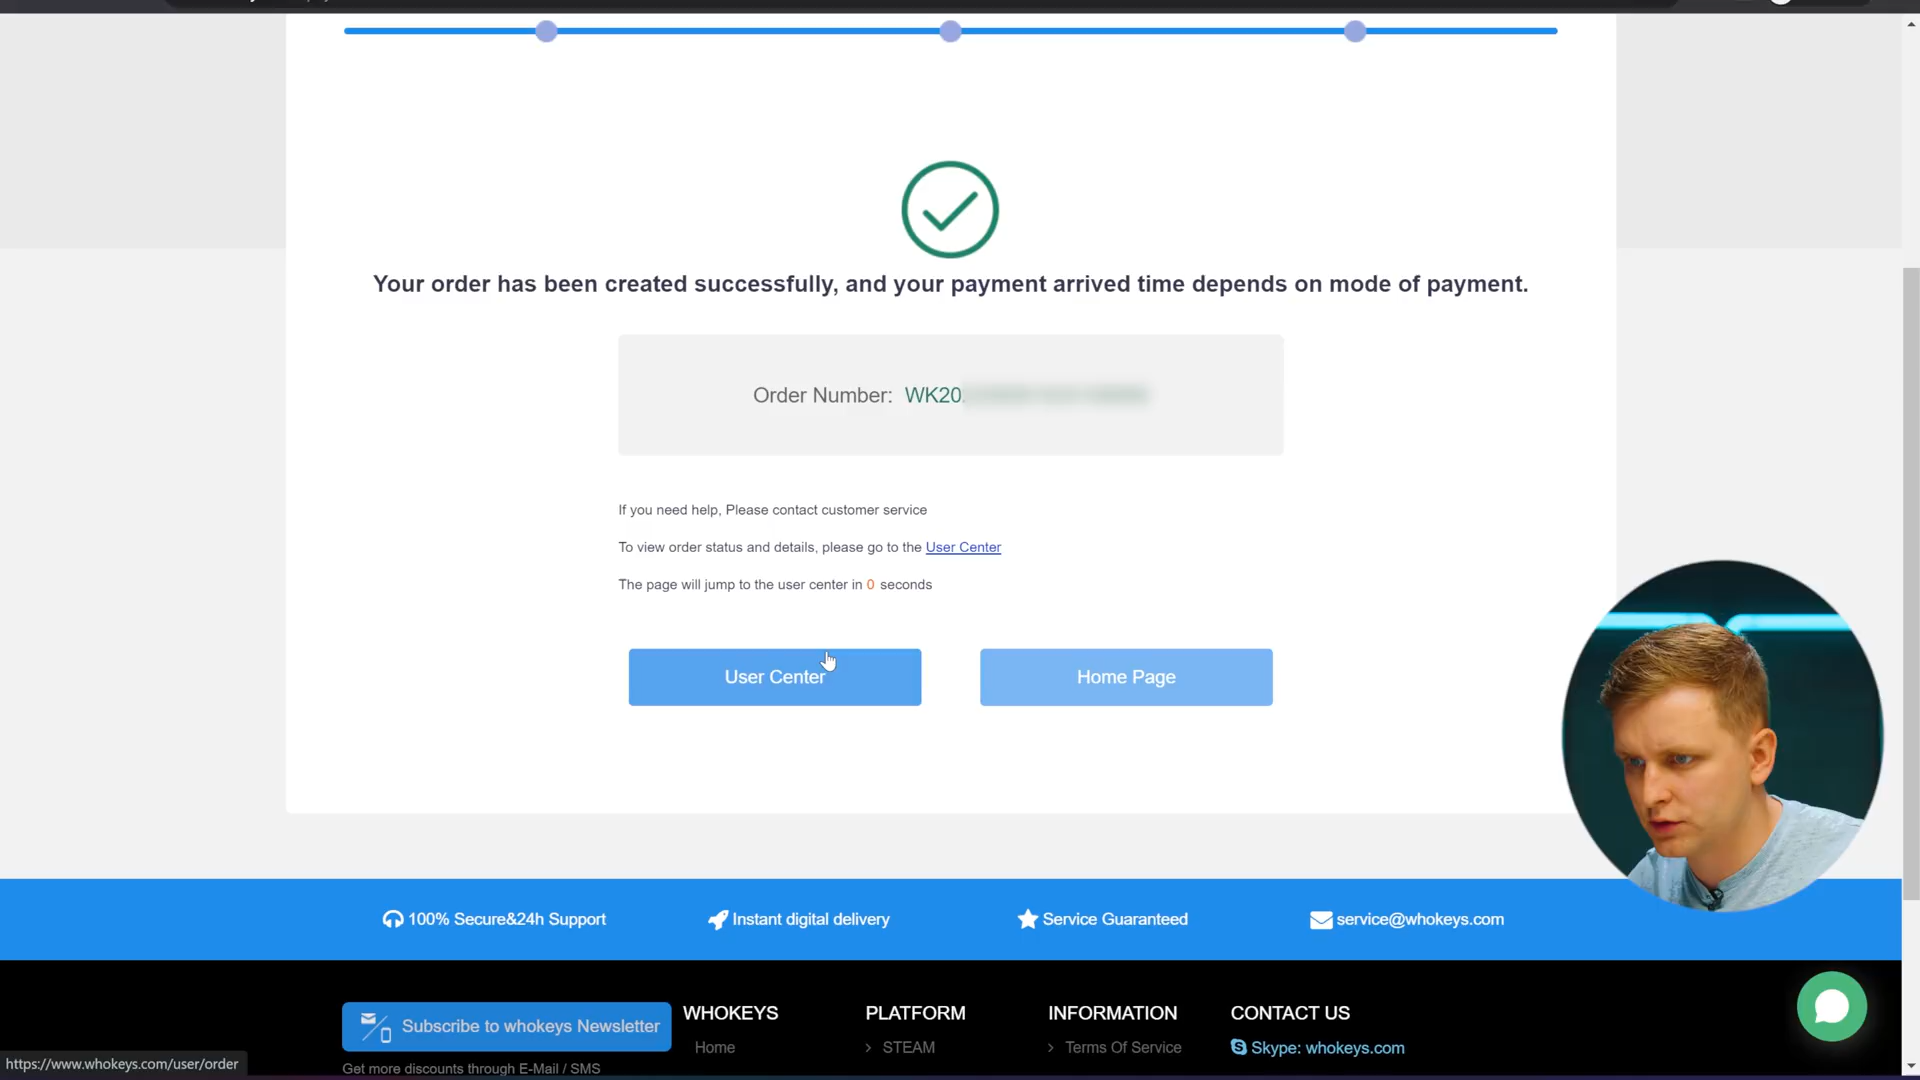 Your order has been created successfully, and your payment arrived time depends on mode of payment.
Order Number: WK20
If you need help, Please contact customer service
To view order status and details, please go to the User Center
The page will jump to the user center in 0 seconds
User Center
Home Page
100% Secure&24h Support
Instant digital delivery
Service Guaranteed
service@whokeys.com
Subscribe to whokeys Newsletter
Get more discounts through E-Mail / SMS
WHOKEYS
Home
PLATFORM
> STEAM
INFORMATION
> Terms Of Service
CONTACT US
Skype: whokeys.com
https://www.whokeys.com/user/order